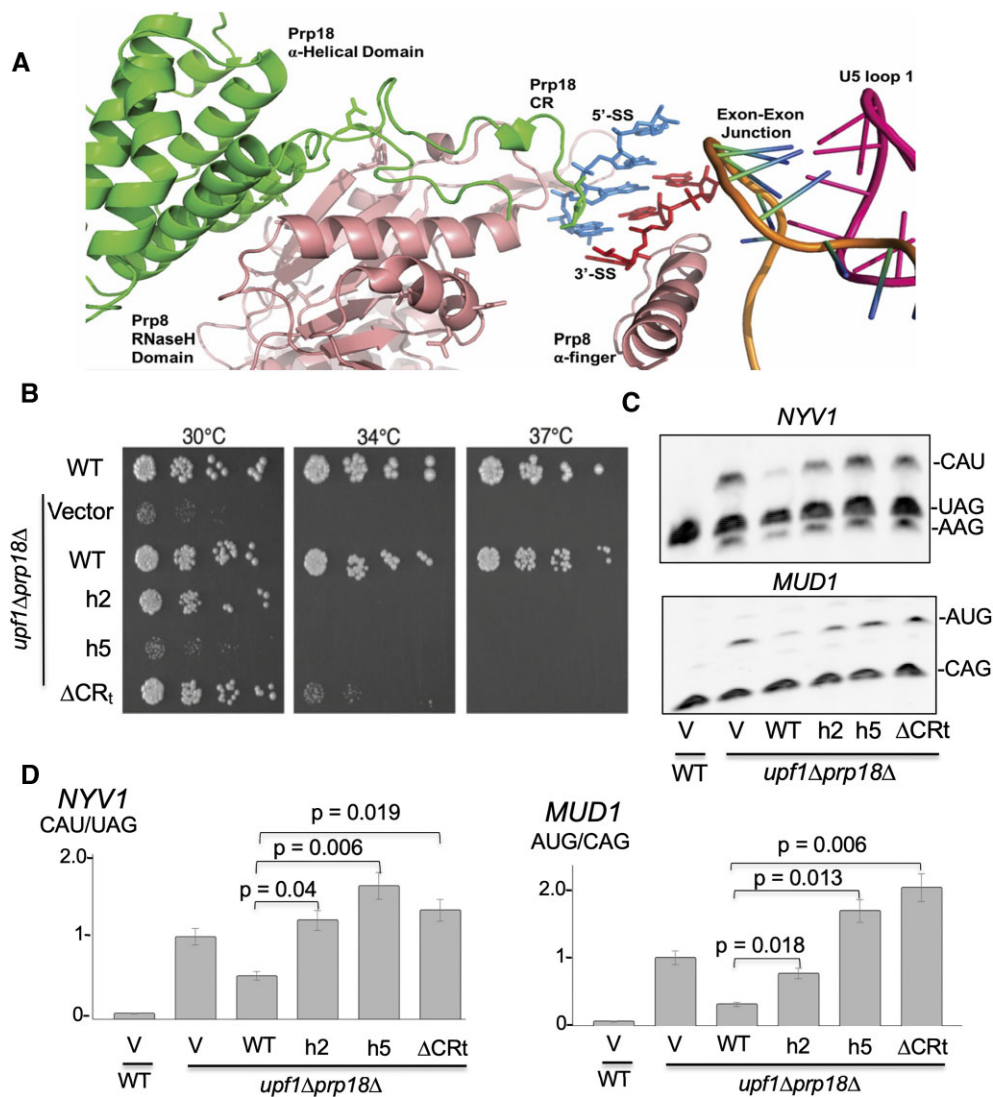 A
Prp18
α-Helical Domain
Prp18
CR
5'-SS
Exon-Exon
Junction
U5 loop 1
3'-SS
Prp8
RNaseH
Domain
Prp8
α-finger
B
30°C 34°C 37°C
WT
Vector
WT
h2
h5
ΔCRt
upf1Δprp18Δ
C
NYV1
-CAU
-UAG
-AAG
MUD1
-AUG
-CAG
V V WT h2 h5 ΔCRt
WT upf1Δprp18Δ
D
NYV1
CAU/UAG
2.0-
1-
0-
p = 0.019
p = 0.006
p = 0.04
V V WT h2 h5 ΔCRt
WT upf1Δprp18Δ
MUD1
AUG/CAG
2.0-
1-
0
p = 0.006
p = 0.013
p = 0.018
V V WT h2 h5 ΔCRt
WT upf1Δprp18Δ